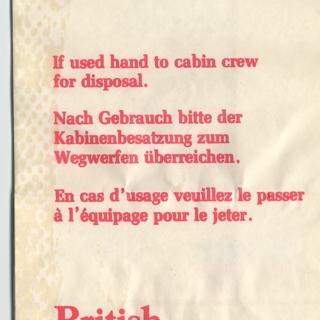 If used hand to cabin crew
for disposal.
Nach Gebrauch bitte der
Kabinenbesatzung zum
Wegwerfen überreichen.
En cas d'usage veuillez le passer
à l'équipage pour le jeter.
British